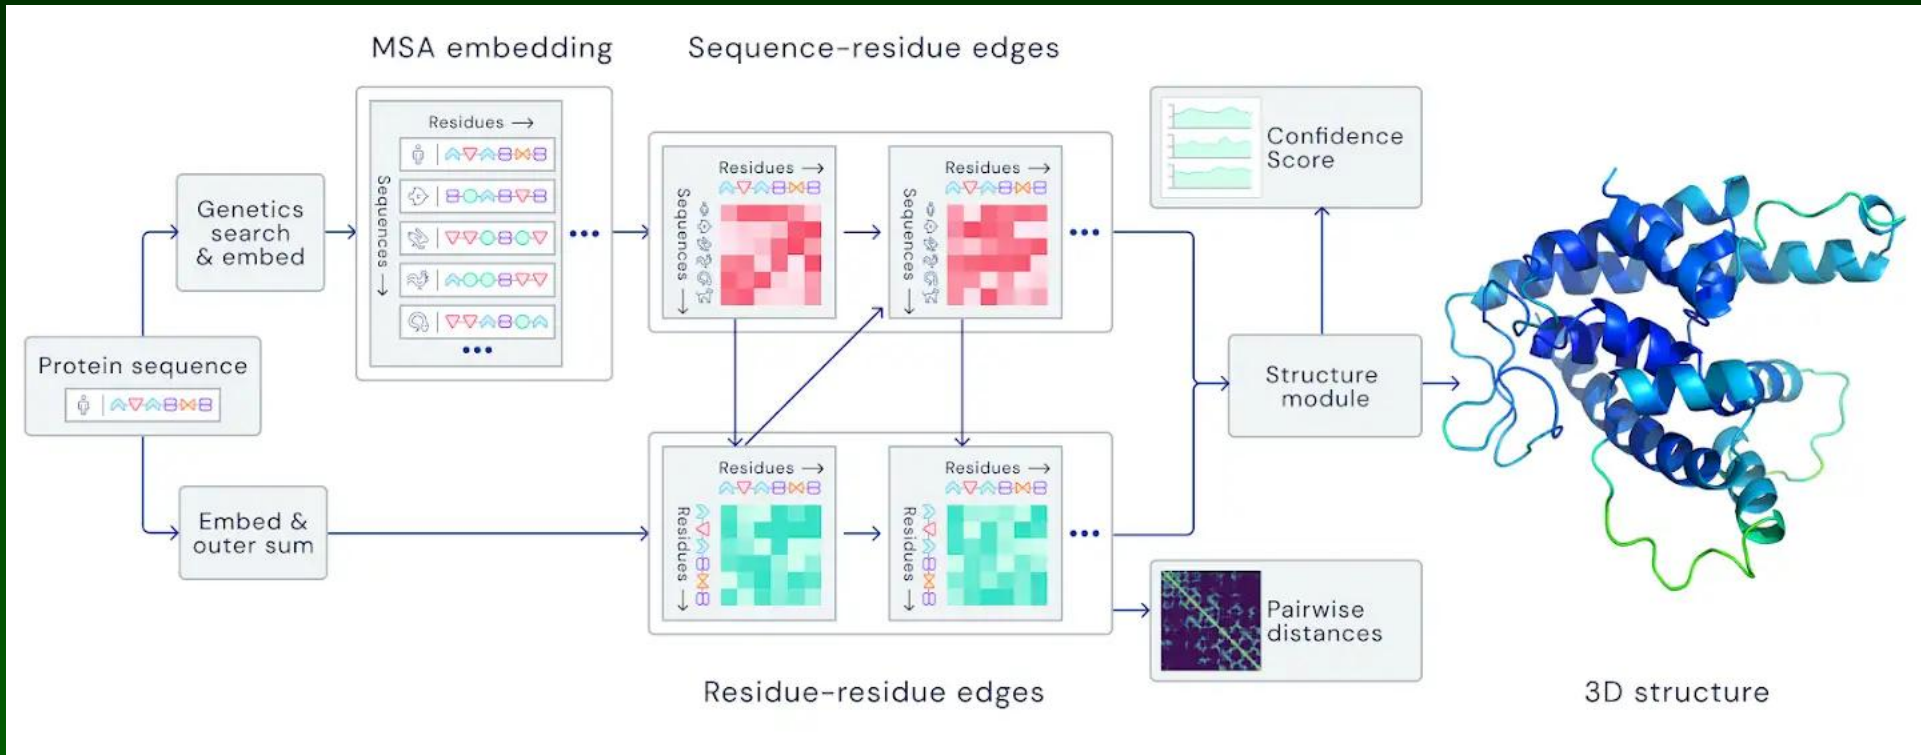 MSA embedding
Sequence-residue edges
Residues →
Sequences →
Genetics
search
& embed
Protein sequence
Embed &
outer sum
Residues →
Sequences →
Residues →
Sequences →
Residues →
Residues →
Residues →
Residues →
Residue-residue edges
Confidence
Score
Structure
module
Pairwise
distances
3D structure